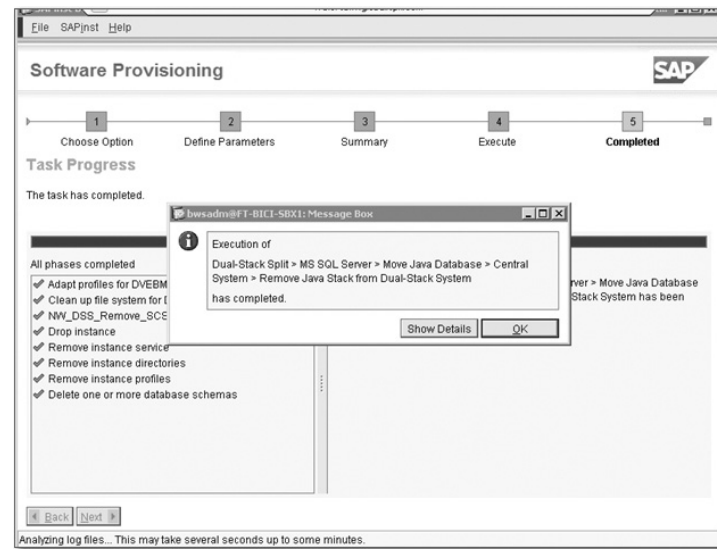 File SAPinst Help
Software Provisioning
SAP
1 2 3 4 5
Choose Option Define Parameters Summary Execute Completed
Task Progress
The task has completed.
bwsadm@FT-BICI-SBX1: Message Box
Execution of
Dual-Stack Split > MS SQL Server > Move Java Database > Central
System > Remove Java Stack from Dual-Stack System
has completed.
Show Details OK
All phases completed
Adapt profiles for DVEBM
Clean up file system for
NW_DSS_Remove_SCS
Drop instance
Remove instance service
Remove instance directories
Remove instance profiles
Delete one or more database schemas
rver > Move Java Database
Stack System has been
Back Next
Analyzing log files... This may take several seconds up to some minutes.